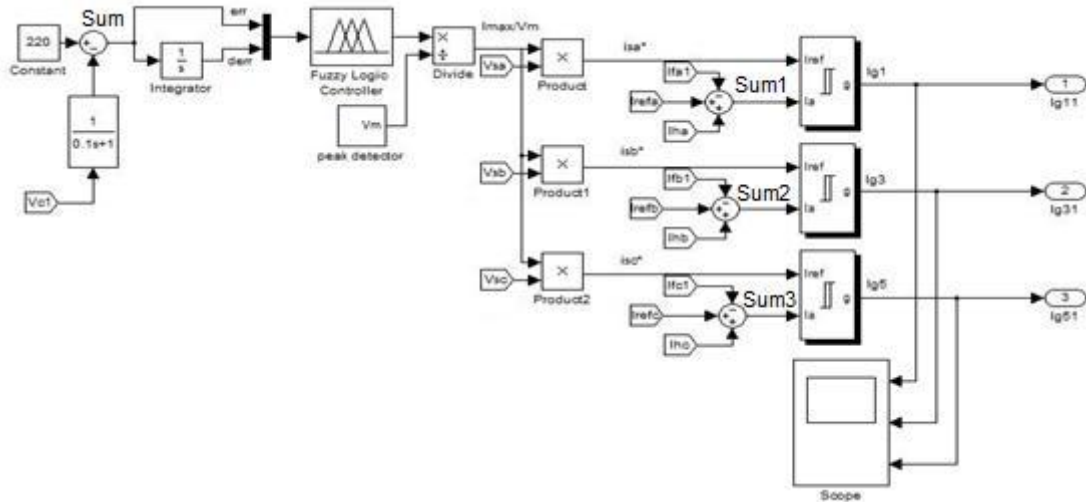 Sum
err
220
Constant
1
s
Integrator
derr
1
0.1s+1
Vc1
Fuzzy Logic
Controller
Vm
peak detector
×
÷
Divide
Imax/Vm
Vsa
×
Product
isa*
Ifa1
Irefa
Iha
Sum1
Iref
Ia
g
Ig1
1
Ig11
Vsb
×
Product1
isb*
Ifb1
Irefb
Ihb
Sum2
Iref
Ia
g
Ig3
2
Ig31
Vsc
×
Product2
isc*
Ifc1
Irefc
Ihc
Sum3
Iref
Ia
g
Ig5
3
Ig51
Scope